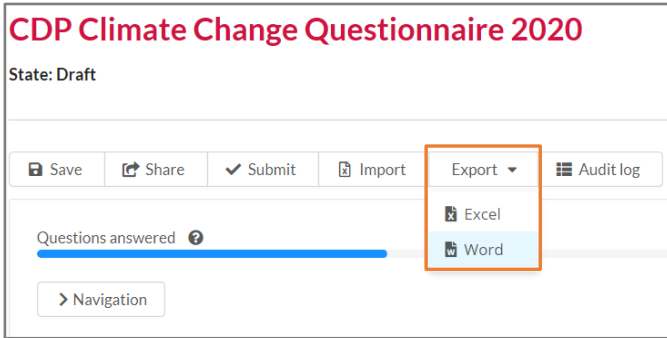 CDP Climate Change Questionnaire 2020
State: Draft
Save Share Submit Import Export Audit log
Excel
Questions answered
Word
Navigation